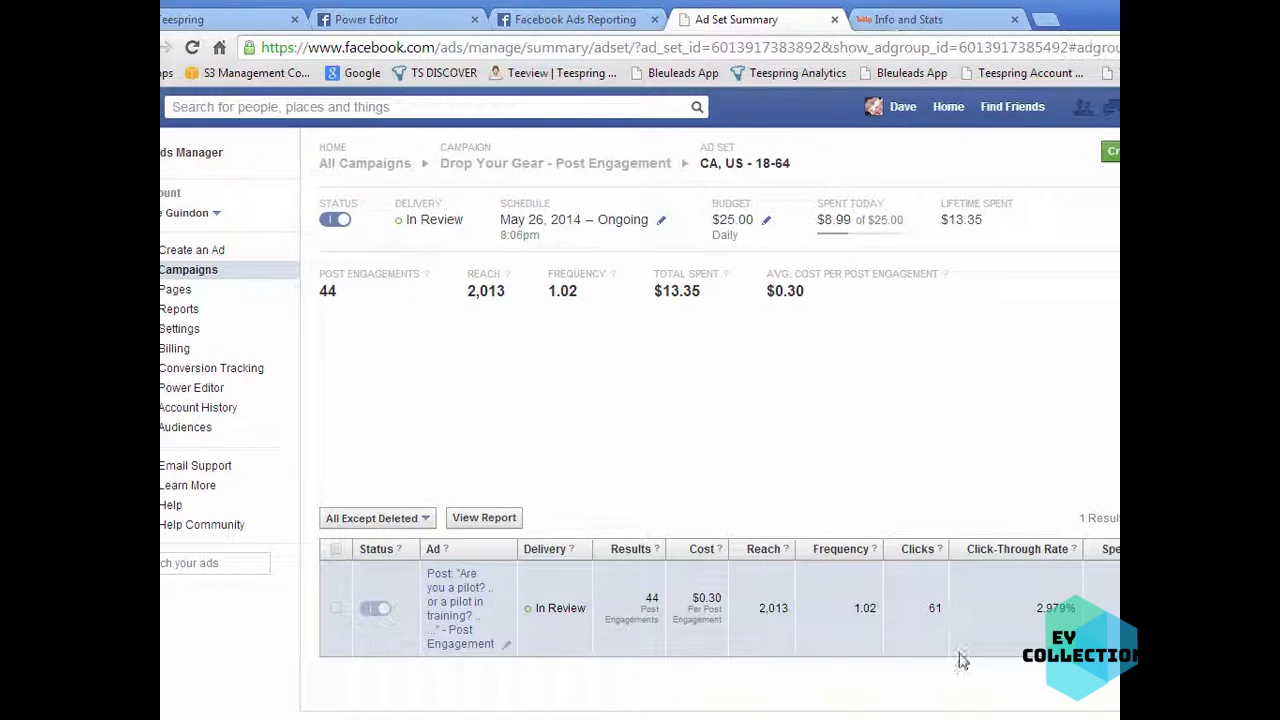 eespring
Power Editor
Facebook Ads Reporting
Ad Set Summary
Info and Stats
https://www.facebook.com/ads/manage/summary/adset/?ad_set_id=6013917383892&show_adgroup_id=6013917385492#adgrou
ps
S3 Management Co...
Google
TS DISCOVER
Teeview | Teespring ...
Bleuleads App
Teespring Analytics
Bleuleads App
Teespring Account ...
Search for people, places and things
Dave
Home
Find Friends
ds Manager
HOME
CAMPAIGN
AD SET
All Campaigns
Drop Your Gear - Post Engagement
CA, US - 18-64
Cr
ount
e Guindon
STATUS
DELIVERY
SCHEDULE
BUDGET
SPENT TODAY
LIFETIME SPENT
In Review
May 26, 2014 – Ongoing
$25.00
$8.99 of $25.00
$13.35
8:06pm
Daily
Create an Ad
Campaigns
Pages
Reports
Settings
Billing
Conversion Tracking
Power Editor
Account History
Audiences
Email Support
Learn More
Help
Help Community
ch your ads
POST ENGAGEMENTS ?
REACH ?
FREQUENCY ?
TOTAL SPENT ?
AVG. COST PER POST ENGAGEMENT ?
44
2,013
1.02
$13.35
$0.30
All Except Deleted
View Report
1 Resul
Status ?
Ad ?
Delivery ?
Results ?
Cost ?
Reach ?
Frequency ?
Clicks ?
Click-Through Rate ?
Spe
Post: "Are
you a pilot? ..
or a pilot in
training? ..
..." - Post
Engagement
In Review
44
Post
Engagements
$0.30
Per Post
Engagement
2,013
1.02
61
2.979%
EY
COLLECTION